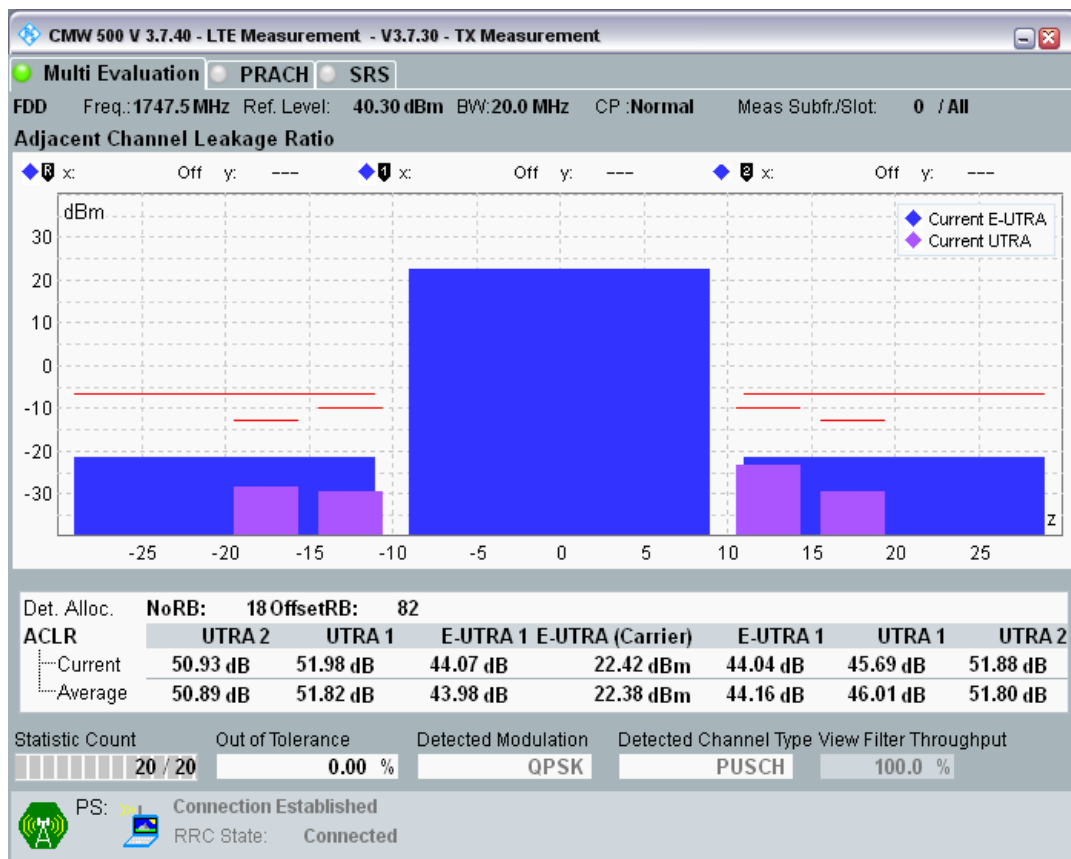 CMW 500 V 3.7.40 - LTE Measurement - V3.7.30 - TX Measurement
Multi Evaluation PRACH SRS
FDD Freq.:1747.5 MHz Ref. Level: 40.30 dBm BW:20.0 MHz CP :Normal Meas Subfr./Slot: 0 / All
Adjacent Channel Leakage Ratio
R x: Off y: --- 1 x: Off y: --- 2 x: Off y: ---
dBm
Current E-UTRA
Current UTRA
30
20
10
0
-10
-20
-30
z
-25 -20 -15 -10 -5 0 5 10 15 20 25
Det. Alloc. NoRB: 18 OffsetRB: 82
ACLR UTRA 2 UTRA 1 E-UTRA 1 E-UTRA (Carrier) E-UTRA 1 UTRA 1 UTRA 2
Current 50.93 dB 51.98 dB 44.07 dB 22.42 dBm 44.04 dB 45.69 dB 51.88 dB
Average 50.89 dB 51.82 dB 43.98 dB 22.38 dBm 44.16 dB 46.01 dB 51.80 dB
Statistic Count Out of Tolerance Detected Modulation Detected Channel Type View Filter Throughput
20 / 20 0.00 % QPSK PUSCH 100.0 %
PS: Connection Established
RRC State: Connected